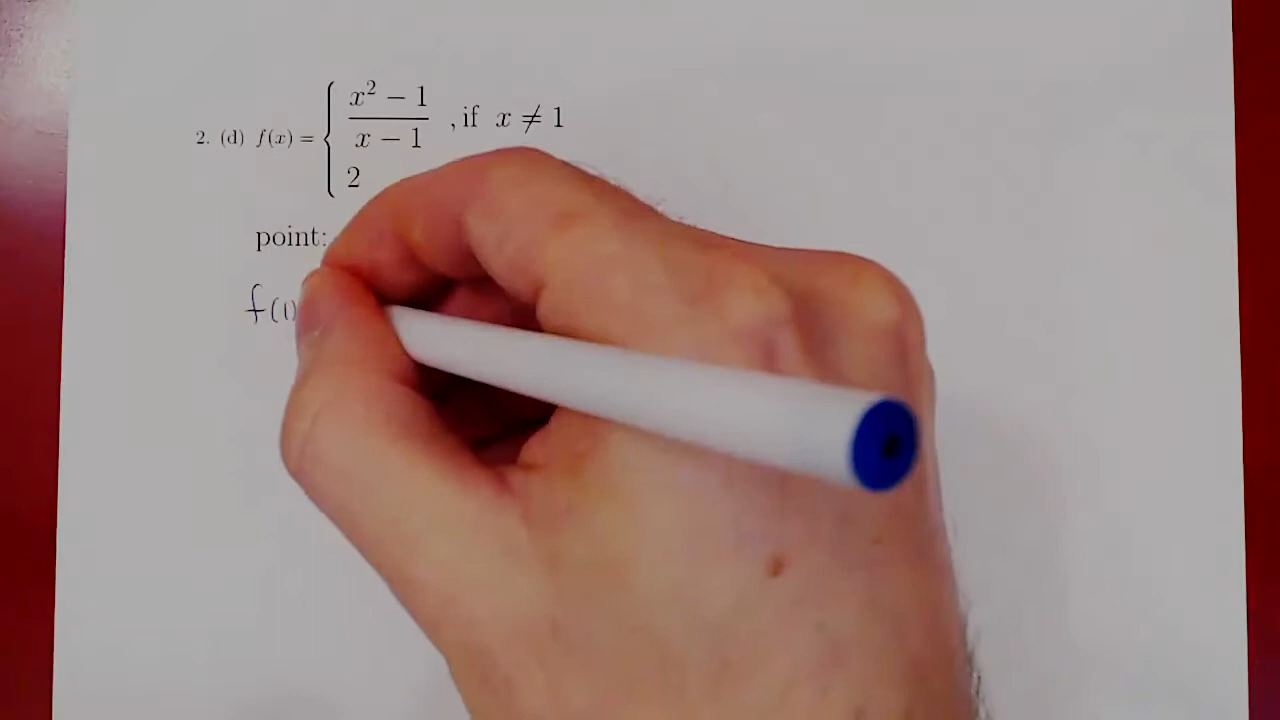 2. (d) f(x) = { x² − 1 / x − 1 , if x ≠ 1
2
point:
f(1)